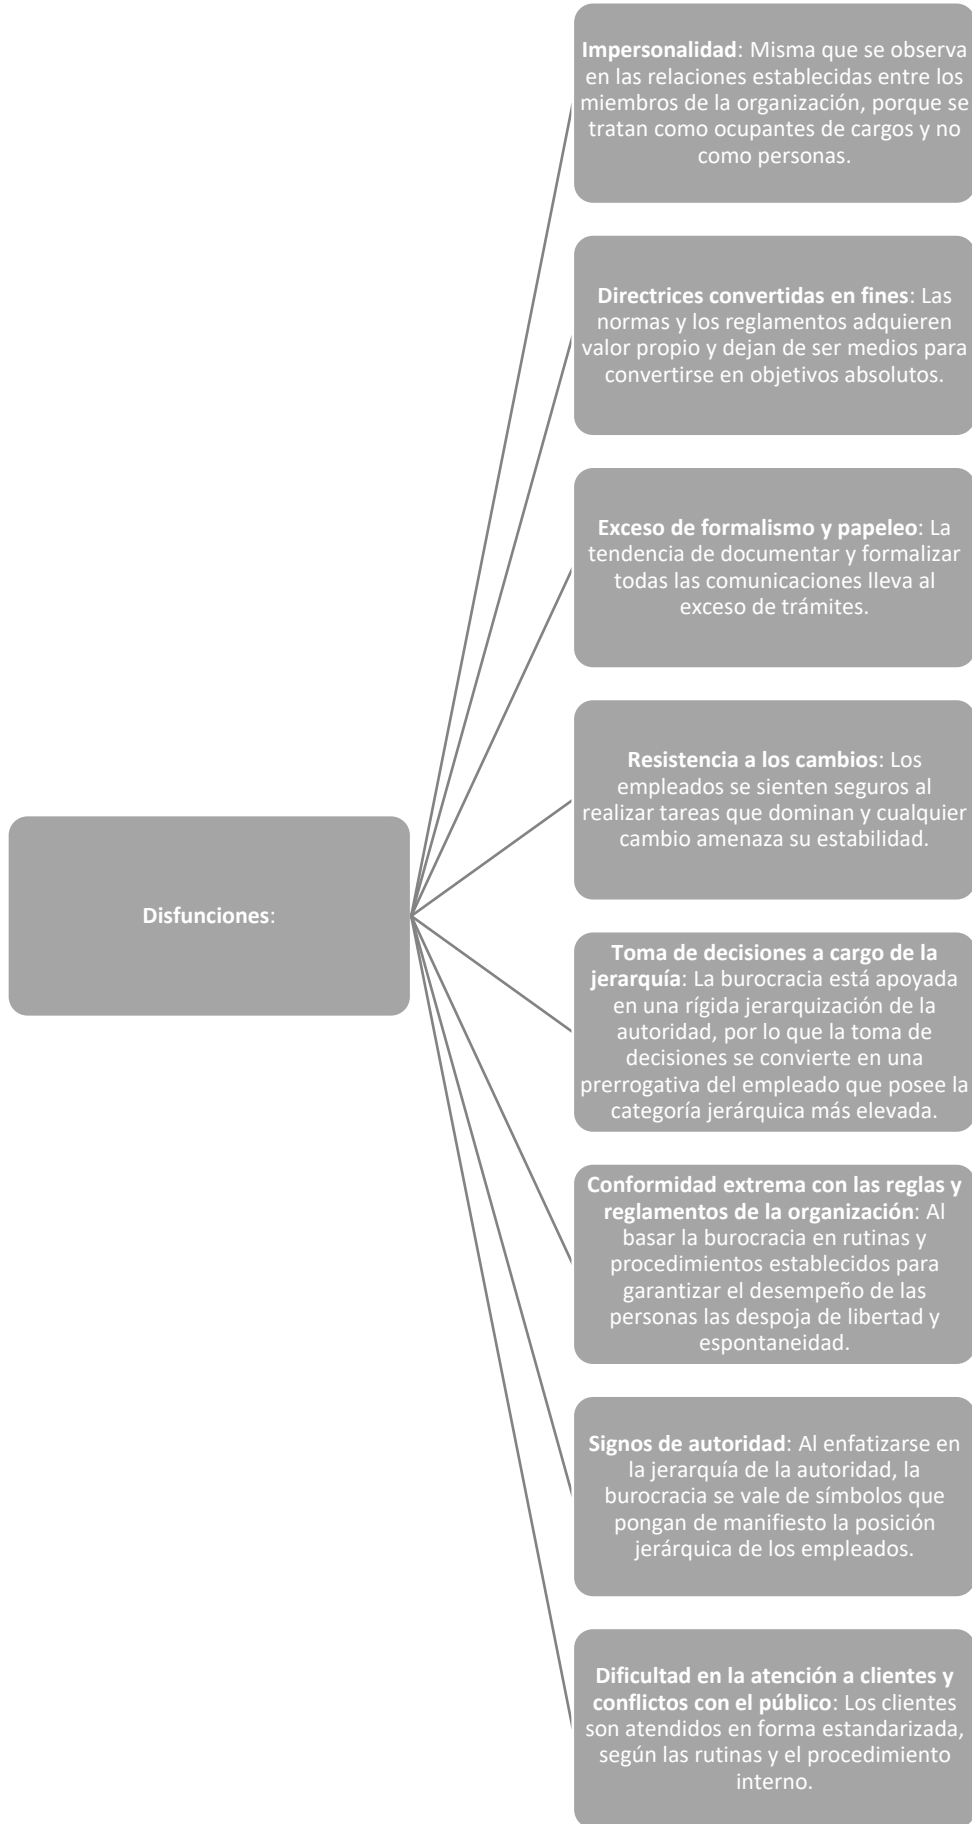 Impersonalidad: Misma que se observa
en las relaciones establecidas entre los
miembros de la organización, porque se
tratan como ocupantes de cargos y no
como personas.
Directrices convertidas en fines: Las
normas y los reglamentos adquieren
valor propio y dejan de ser medios para
convertirse en objetivos absolutos.
Exceso de formalismo y papeleo: La
tendencia de documentar y formalizar
todas las comunicaciones lleva al
exceso de trámites.
Resistencia a los cambios: Los
empleados se sienten seguros al
realizar tareas que dominan y cualquier
cambio amenaza su estabilidad.
Disfunciones:
Toma de decisiones a cargo de la
jerarquía: La burocracia está apoyada
en una rígida jerarquización de la
autoridad, por lo que la toma de
decisiones se convierte en una
prerrogativa del empleado que posee la
categoría jerárquica más elevada.
Conformidad extrema con las reglas y
reglamentos de la organización: Al
basar la burocracia en rutinas y
procedimientos establecidos para
garantizar el desempeño de las
personas las despoja de libertad y
espontaneidad.
Signos de autoridad: Al enfatizarse en
la jerarquía de la autoridad, la
burocracia se vale de símbolos que
pongan de manifiesto la posición
jerárquica de los empleados.
Dificultad en la atención a clientes y
conflictos con el público: Los clientes
son atendidos en forma estandarizada,
según las rutinas y el procedimiento
interno.